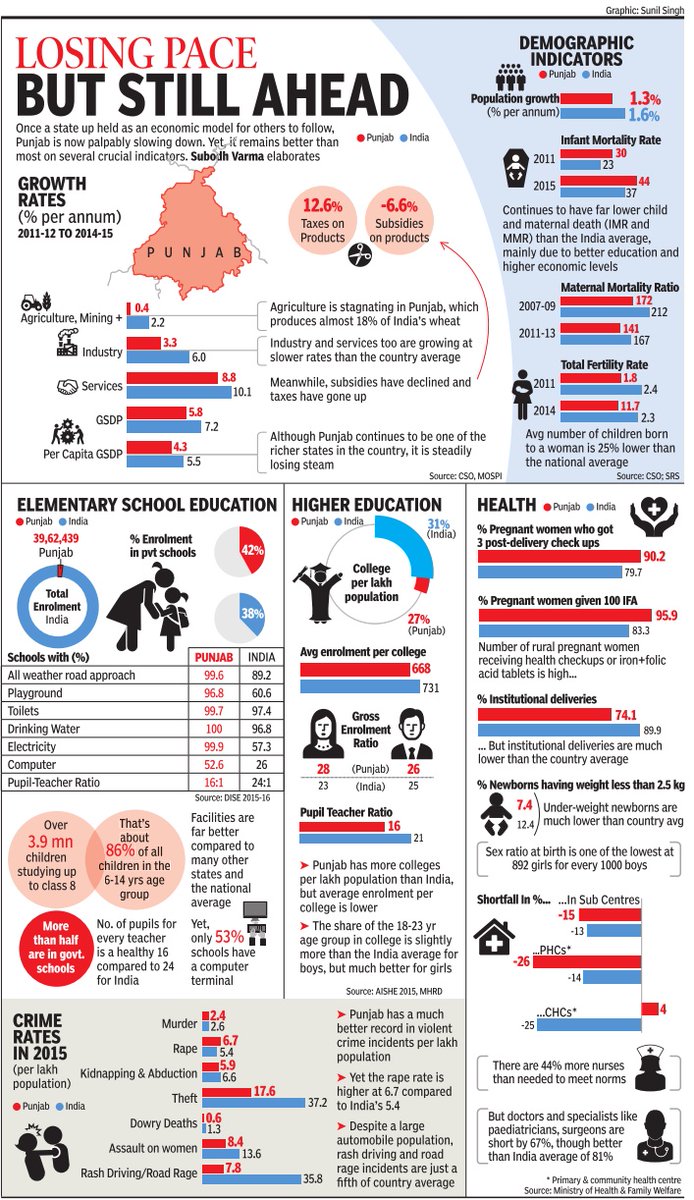 Graphic: Sunil Singh
LOSING PACE
BUT STILL AHEAD
Once a state up held as an economic model for others to follow,
Punjab is now palpably slowing down. Yet, it remains better than
most on several crucial indicators. Subodh Varma elaborates
Punjab India
GROWTH
RATES
(% per annum)
2011-12 TO 2014-15
PUNJAB
12.6%
Taxes on
Products
-6.6%
Subsidies
on products
Agriculture, Mining +
0.4
2.2
Agriculture is stagnating in Punjab, which
produces almost 18% of India's wheat
Industry
3.3
6.0
Industry and services too are growing at
slower rates than the country average
Services
8.8
10.1
Meanwhile, subsidies have declined and
taxes have gone up
GSDP
5.8
7.2
Per Capita GSDP
4.3
5.5
Although Punjab continues to be one of the
richer states in the country, it is steadily
losing steam
Source: CSO, MOSPI
DEMOGRAPHIC
INDICATORS
Punjab India
Population growth
(% per annum)
1.3%
1.6%
Infant Mortality Rate
2011
30
23
2015
44
37
Continues to have far lower child
and maternal death (IMR and
MMR) than the India average,
mainly due to better education and
higher economic levels
Maternal Mortality Ratio
2007-09
172
212
2011-13
141
167
Total Fertility Rate
2011
1.8
2.4
2014
11.7
2.3
Avg number of children born
to a woman is 25% lower than
the national average
Source: CSO; SRS
ELEMENTARY SCHOOL EDUCATION
Punjab India
39,62,439
Punjab
Total
Enrolment
India
% Enrolment
in pvt schools
42%
38%
Schools with (%) PUNJAB INDIA
All weather road approach 99.6 89.2
Playground 96.8 60.6
Toilets 99.7 97.4
Drinking Water 100 96.8
Electricity 99.9 57.3
Computer 52.6 26
Pupil-Teacher Ratio 16:1 24:1
Source: DISE 2015-16
Over
3.9 mn
children
studying up
to class 8
That's
about
86% of all
children in the
6-14 yrs age
group
Facilities are
far better
compared to
many other
states and
the national
average
More
than half
are in govt.
schools
No. of pupils for
every teacher
is a healthy 16
compared to 24
for India
Yet,
only 53%
schools have
a computer
terminal
HIGHER EDUCATION
Punjab India
31%
(India)
College
per lakh
population
27%
(Punjab)
Avg enrolment per college
668
731
Gross
Enrolment
Ratio
28 (Punjab) 26
23 (India) 25
Pupil Teacher Ratio
16
21
Punjab has more colleges
per lakh population than India,
but average enrolment per
college is lower
The share of the 18-23 yr
age group in college is slightly
more than the India average for
boys, but much better for girls
Source: AISHE 2015, MHRD
HEALTH Punjab India
% Pregnant women who got
3 post-delivery check ups
90.2
79.7
% Pregnant women given 100 IFA
95.9
83.3
Number of rural pregnant women
receiving health checkups or iron+folic
acid tablets is high...
% Institutional deliveries
74.1
89.9
... But institutional deliveries are much
lower than the country average
% Newborns having weight less than 2.5 kg
7.4
12.4
Under-weight newborns are
much lower than country avg
Sex ratio at birth is one of the lowest at
892 girls for every 1000 boys
Shortfall In %... ...In Sub Centres
-15
-13
...PHCs*
-26
-14
...CHCs*
4
-25
There are 44% more nurses
than needed to meet norms
But doctors and specialists like
paediatricians, surgeons are
short by 67%, though better
than India average of 81%
* Primary & community health centre
Source: Ministry of Health & Family Welfare
CRIME
RATES
IN 2015
(per lakh
population)
Punjab India
Murder
2.4
2.6
Rape
6.7
5.4
Kidnapping & Abduction
5.9
6.6
Theft
17.6
37.2
Dowry Deaths
0.6
1.3
Assault on women
8.4
13.6
Rash Driving/Road Rage
7.8
35.8
Punjab has a much
better record in violent
crime incidents per lakh
population
Yet the rape rate is
higher at 6.7 compared
to India's 5.4
Despite a large
automobile population,
rash driving and road
rage incidents are just a
fifth of country average